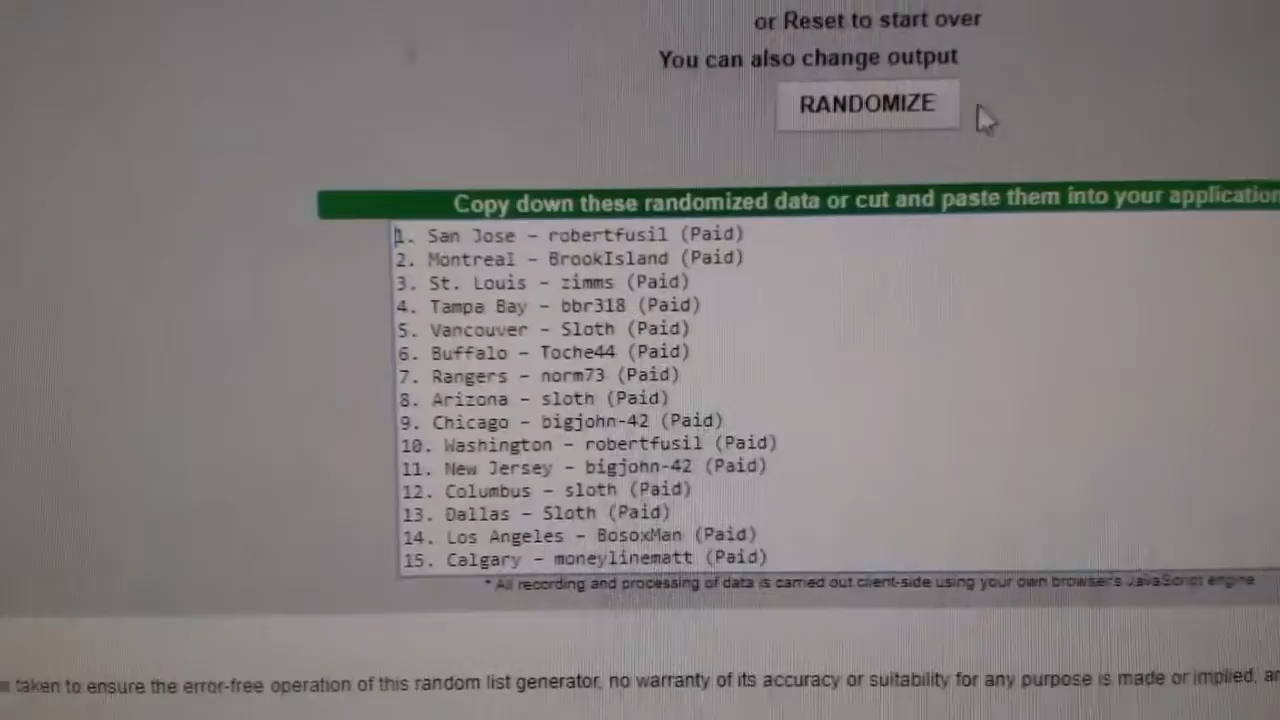 or Reset to start over
You can also change output
RANDOMIZE
Copy down these randomized data or cut and paste them into your application
1. San Jose - robertfusil (Paid)
2. Montreal - BrookIsland (Paid)
3. St. Louis - zimms (Paid)
4. Tampa Bay - bbr318 (Paid)
5. Vancouver - Sloth (Paid)
6. Buffalo - Toche44 (Paid)
7. Rangers - norm73 (Paid)
8. Arizona - sloth (Paid)
9. Chicago - bigjohn-42 (Paid)
10. Washington - robertfusil (Paid)
11. New Jersey - bigjohn-42 (Paid)
12. Columbus - sloth (Paid)
13. Dallas - Sloth (Paid)
14. Los Angeles - BosoxMan (Paid)
15. Calgary - moneylinematt (Paid)
* All recording and processing of data is carried out client-side using your own browser's JavaScript engine
taken to ensure the error-free operation of this random list generator, no warranty of its accuracy or suitability for any purpose is made or implied,